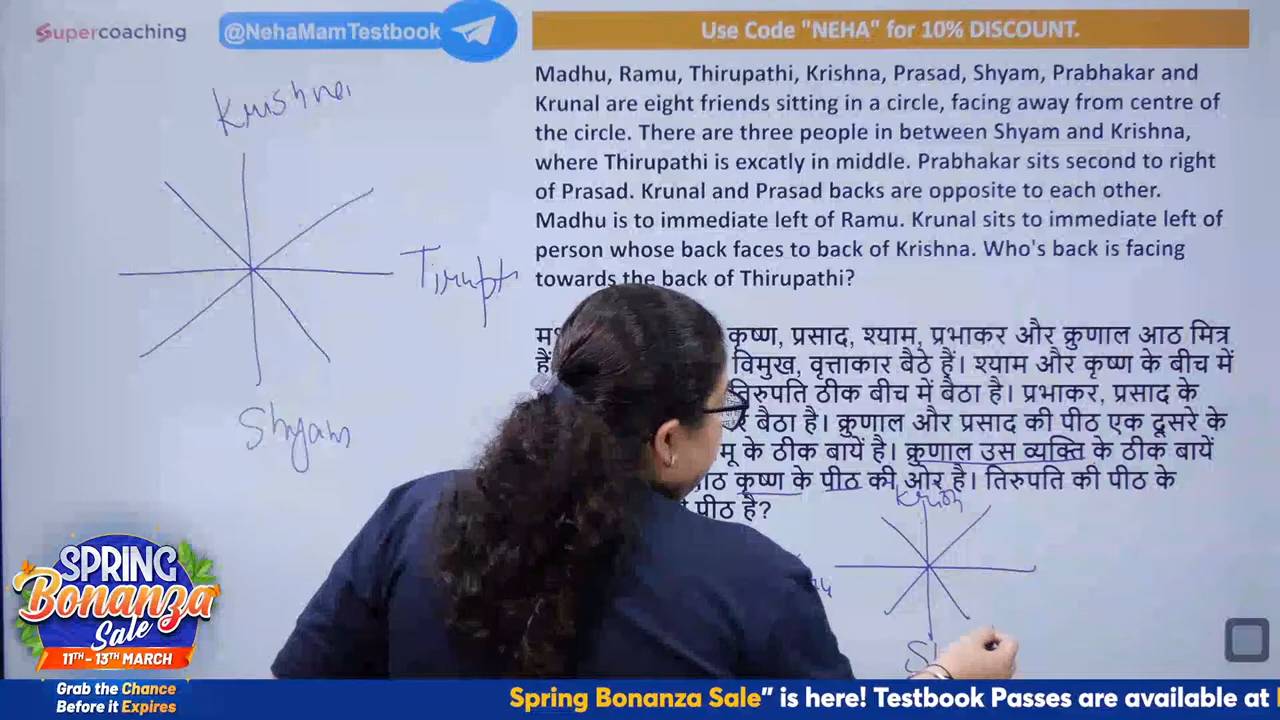 Supercoaching
@NehaMamTestbook
Use Code "NEHA" for 10% DISCOUNT.
Madhu, Ramu, Thirupathi, Krishna, Prasad, Shyam, Prabhakar and
Krunal are eight friends sitting in a circle, facing away from centre of
the circle. There are three people in between Shyam and Krishna,
where Thirupathi is excatly in middle. Prabhakar sits second to right
of Prasad. Krunal and Prasad backs are opposite to each other.
Madhu is to immediate left of Ramu. Krunal sits to immediate left of
person whose back faces to back of Krishna. Who's back is facing
towards the back of Thirupathi?
कृष्ण, प्रसाद, श्याम, प्रभाकर और क्रुणाल आठ मित्र
हैं विमुख, वृत्ताकार बैठे हैं। श्याम और कृष्ण के बीच में
तिरुपति ठीक बीच में बैठा है। प्रभाकर, प्रसाद के
बैठा है। क्रुणाल और प्रसाद की पीठ एक दूसरे के
के ठीक बायें है। क्रुणाल उस व्यक्ति के ठीक बायें
कृष्ण के पीठ की ओर है। तिरुपति की पीठ के
पीठ है?
Krishna
Tirupti
Shyam
Krish
SPRING
Bonanza
Sale
11TH - 13TH MARCH
Grab the Chance
Before it Expires
Spring Bonanza Sale” is here! Testbook Passes are available at